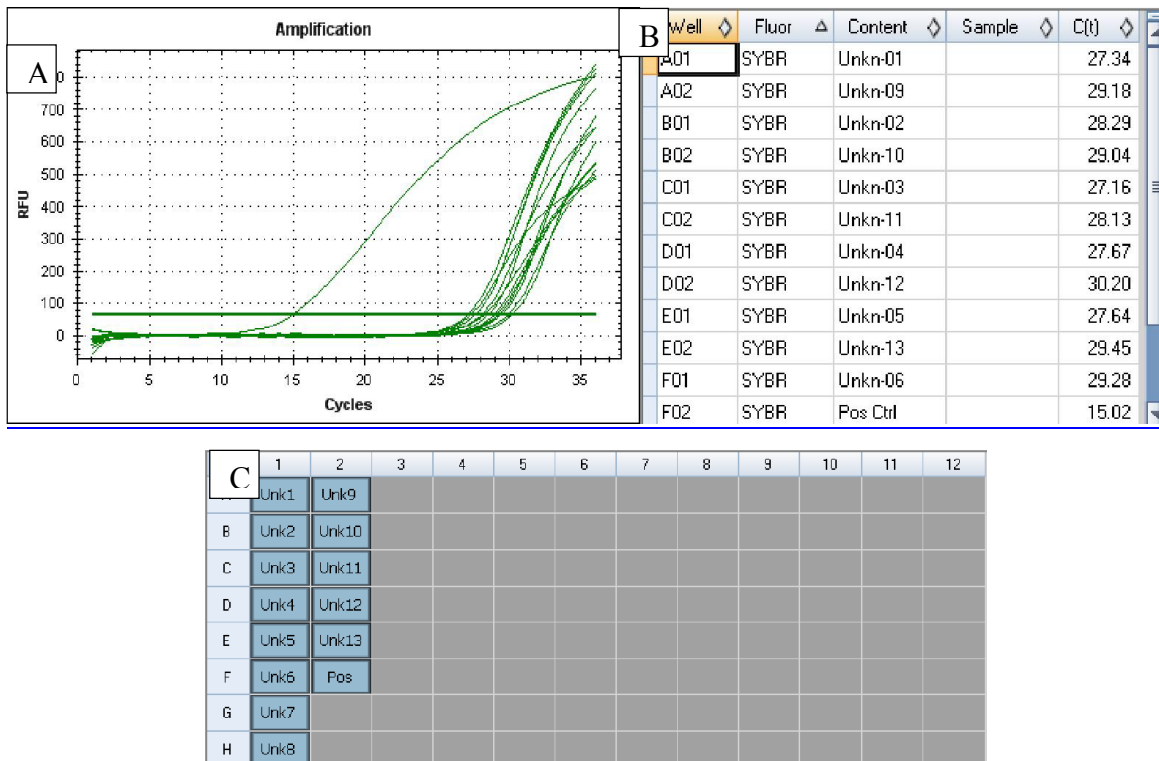 Amplification
A
0
700
600
500
400
300
200
100
0
RFU
0 5 10 15 20 25 30 35
Cycles
B
Well Fluor Content Sample C(t)
A01 SYBR Unkn-01 27.34
A02 SYBR Unkn-09 29.18
B01 SYBR Unkn-02 28.29
B02 SYBR Unkn-10 29.04
C01 SYBR Unkn-03 27.16
C02 SYBR Unkn-11 28.13
D01 SYBR Unkn-04 27.67
D02 SYBR Unkn-12 30.20
E01 SYBR Unkn-05 27.64
E02 SYBR Unkn-13 29.45
F01 SYBR Unkn-06 29.28
F02 SYBR Pos Ctrl 15.02
C
1 2 3 4 5 6 7 8 9 10 11 12
Unk1 Unk9
B Unk2 Unk10
C Unk3 Unk11
D Unk4 Unk12
E Unk5 Unk13
F Unk6 Pos
G Unk7
H Unk8